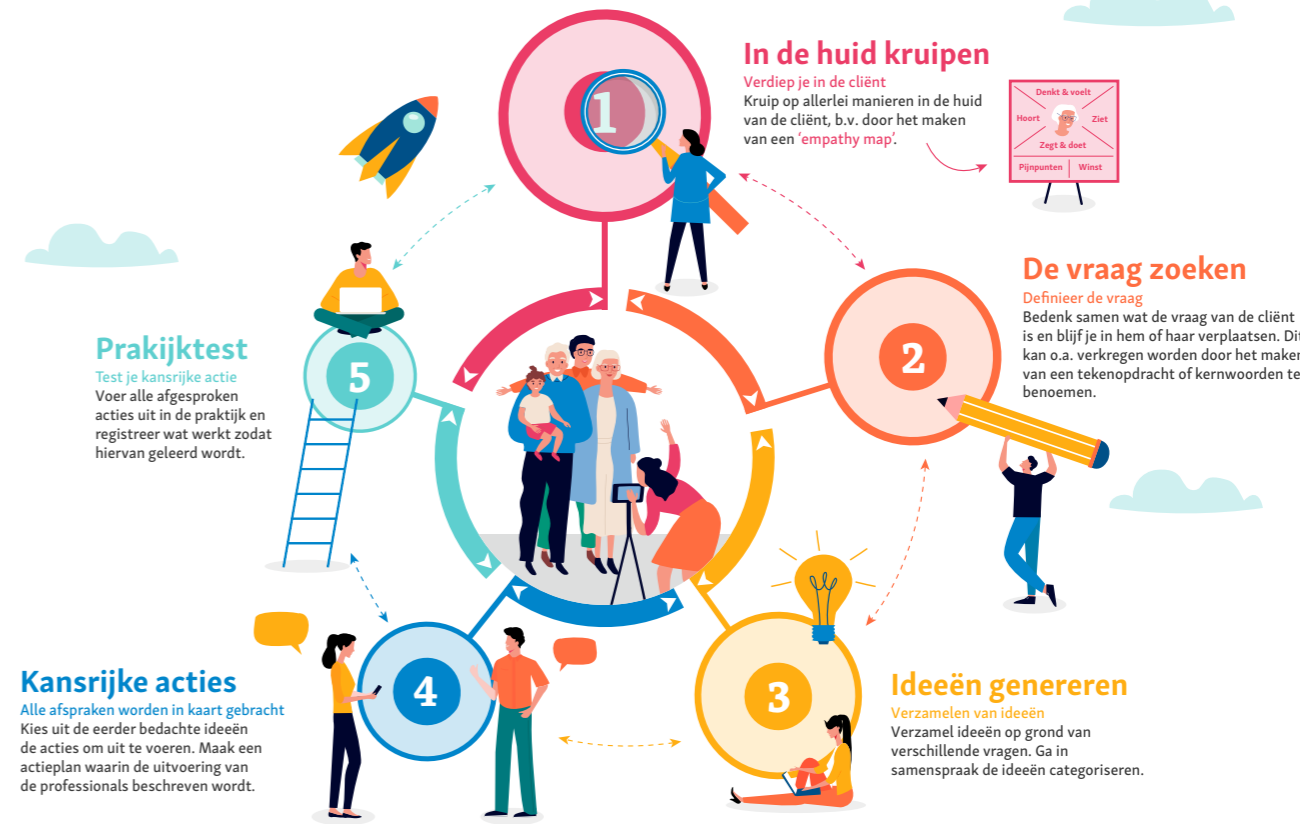 1
In de huid kruipen
Verdiep je in de cliënt
Kruip op allerlei manieren in de huid
van de cliënt, b.v. door het maken
van een ‘empathy map’.
Denkt & voelt
Hoort
Ziet
Zegt & doet
Pijnpunten
Winst
2
De vraag zoeken
Definieer de vraag
Bedenk samen wat de vraag van de cliënt
is en blijf je in hem of haar verplaatsen. Dit
kan o.a. verkregen worden door het maken
van een tekenopdracht of kernwoorden te
benoemen.
3
Ideeën genereren
Verzamelen van ideeën
Verzamel ideeën op grond van
verschillende vragen. Ga in
samenspraak de ideeën categoriseren.
4
Kansrijke acties
Alle afspraken worden in kaart gebracht
Kies uit de eerder bedachte ideeën
de acties om uit te voeren. Maak een
actieplan waarin de uitvoering van
de professionals beschreven wordt.
5
Prakijktest
Test je kansrijke actie
Voer alle afgesproken
acties uit in de praktijk en
registreer wat werkt zodat
hiervan geleerd wordt.